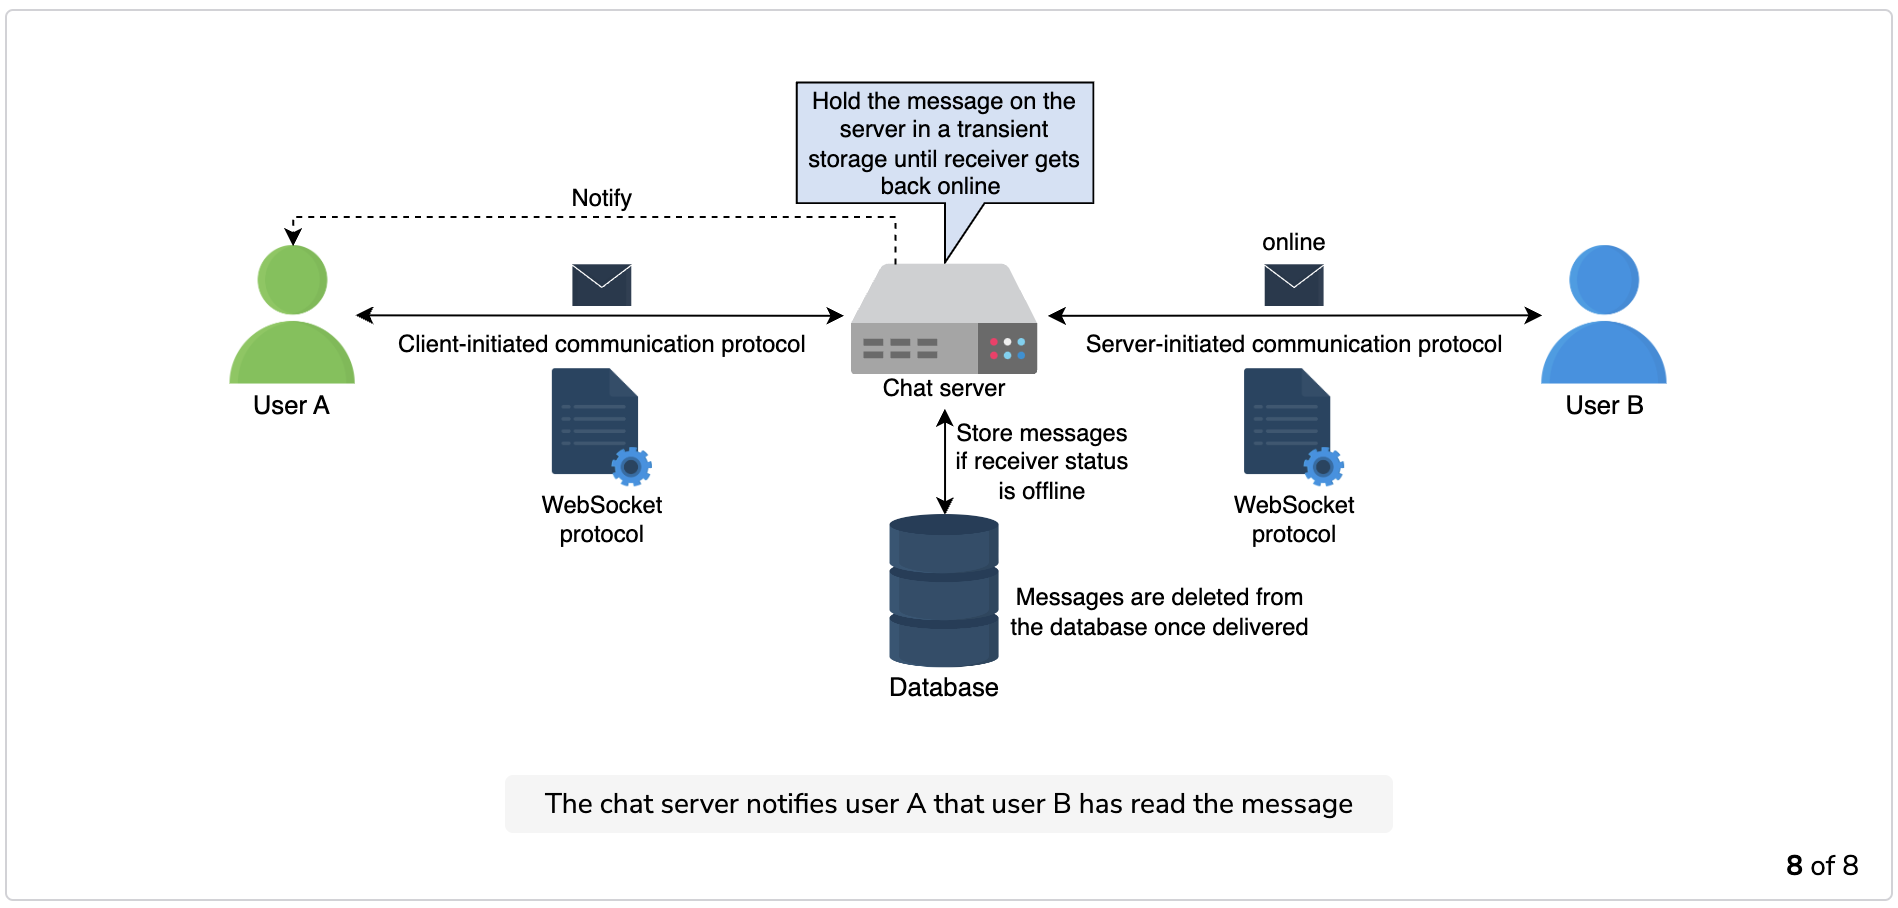 Hold the message on the
server in a transient
storage until receiver gets
back online
Notify
online
Client-initiated communication protocol
Server-initiated communication protocol
Chat server
User A
User B
Store messages
if receiver status
is offline
WebSocket
protocol
WebSocket
protocol
Messages are deleted from
the database once delivered
Database
The chat server notifies user A that user B has read the message
8 of 8